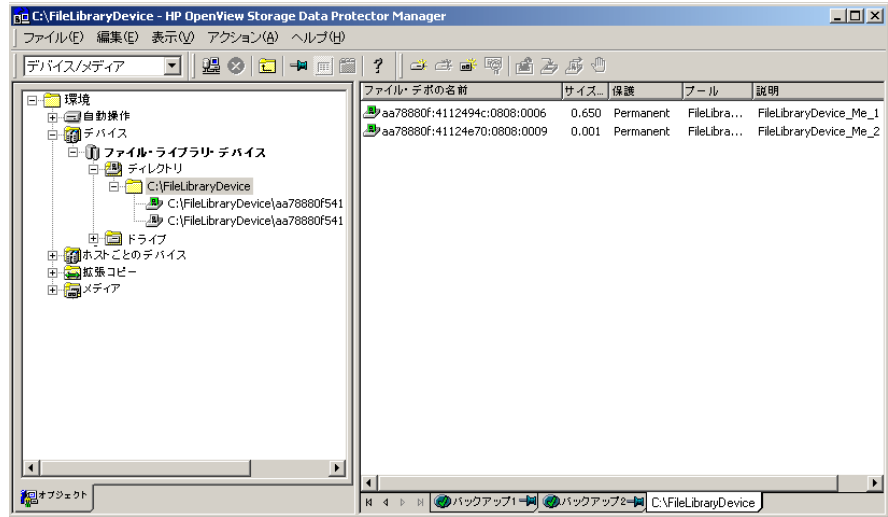 C:\FileLibraryDevice - HP OpenView Storage Data Protector Manager
ファイル(F) 編集(E) 表示(V) アクション(A) ヘルプ(H)
デバイス/メディア
環境
自動操作
デバイス
ファイル・ライブラリ・デバイス
ディレクトリ
C:\FileLibraryDevice
C:\FileLibraryDevice\aa78880f541
C:\FileLibraryDevice\aa78880f541
ドライブ
ホストごとのデバイス
拡張コピー
メディア
オブジェクト
ファイル・デポの名前 サイズ... 保護 プール 説明
aa78880f:4112494c:0808:0006 0.650 Permanent FileLibra... FileLibraryDevice_Me_1
aa78880f:41124e70:0808:0009 0.001 Permanent FileLibra... FileLibraryDevice_Me_2
バックアップ1 バックアップ2 C:\FileLibraryDevice